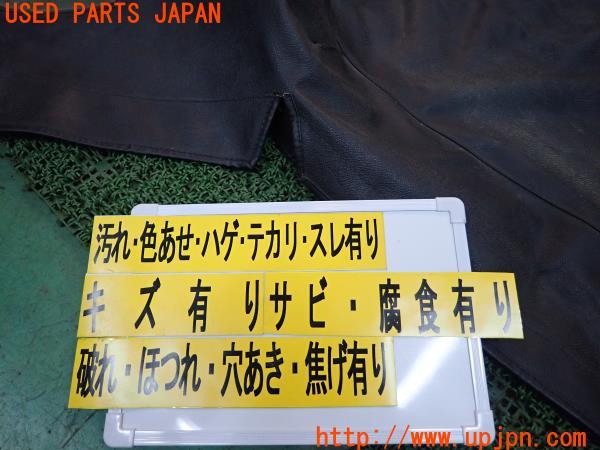 USED PARTS JAPAN
汚れ・色あせ・ハゲ・テカリ・スレ有り
キズ有りサビ・腐食有り
破れ・ほつれ・穴あき・焦げ有り
http://www.upjpn.com/